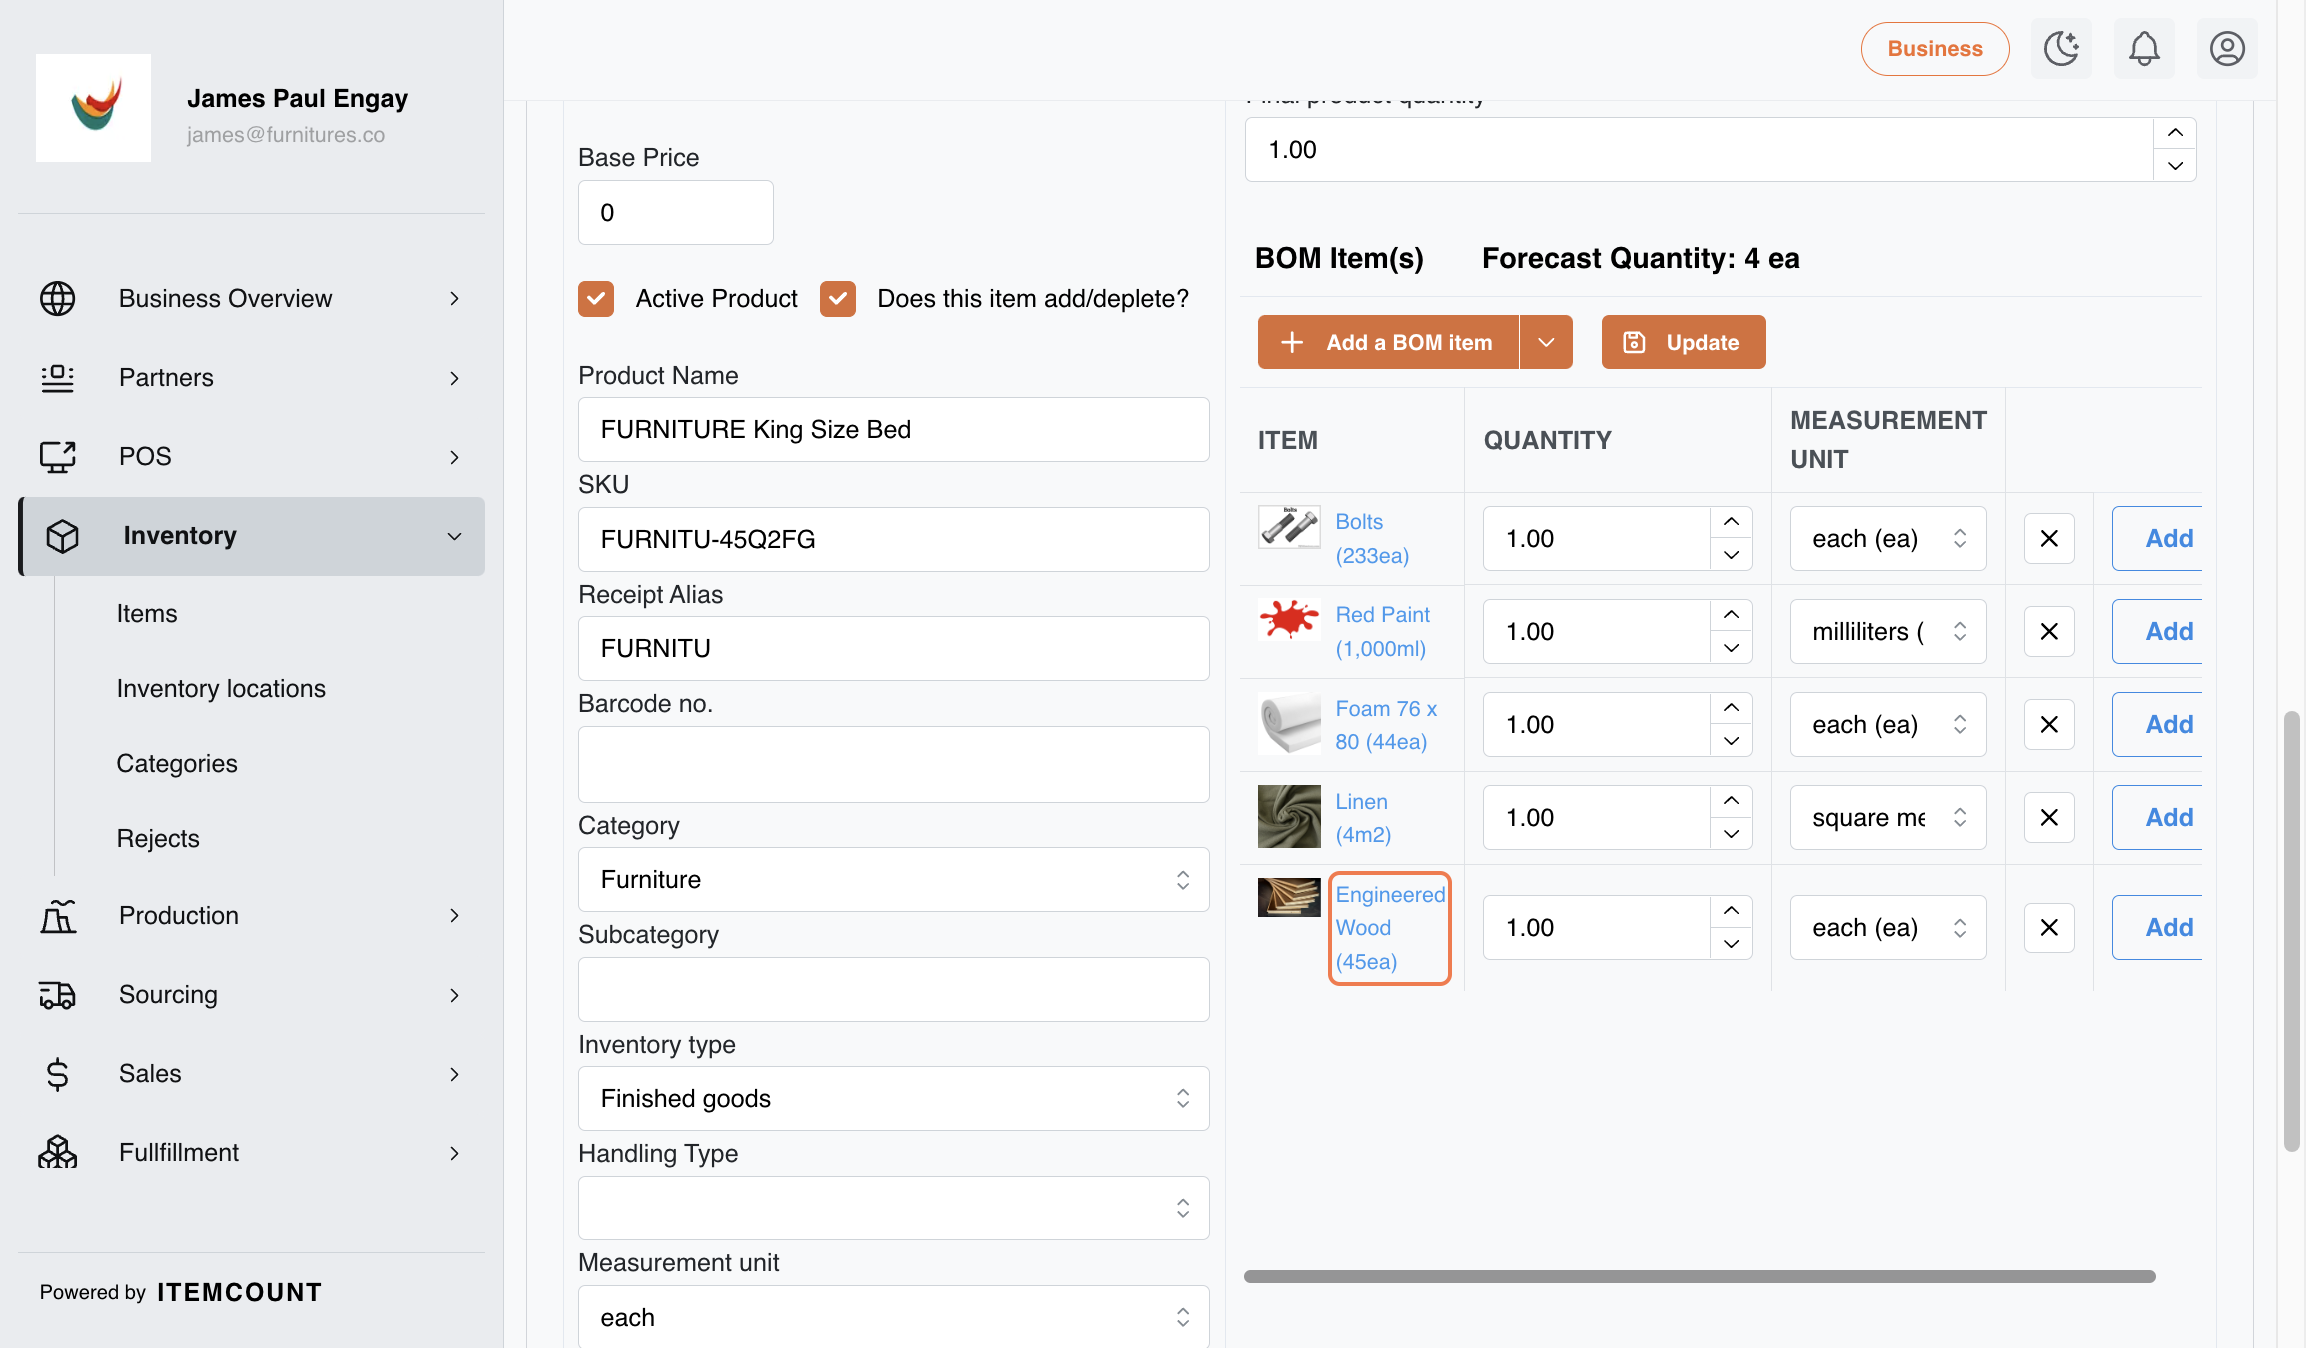 James Paul Engay
james@furnitures.co
Business Overview
Partners
POS
Inventory
Items
Inventory locations
Categories
Rejects
Production
Sourcing
Sales
Fullfillment
Powered by ITEMCOUNT
Business
Base Price
0
Active Product
Does this item add/deplete?
Product Name
FURNITURE King Size Bed
SKU
FURNITU-45Q2FG
Receipt Alias
FURNITU
Barcode no.
Category
Furniture
Subcategory
Inventory type
Finished goods
Handling Type
Measurement unit
each
Final product quantity
1.00
BOM Item(s) Forecast Quantity: 4 ea
Add a BOM item
Update
ITEM QUANTITY MEASUREMENT
UNIT
Bolts
(233ea)
1.00 each (ea) Add
Red Paint
(1,000ml)
1.00 milliliters ( Add
Foam 76 x
80 (44ea)
1.00 each (ea) Add
Linen
(4m2)
1.00 square me Add
Engineered
Wood
(45ea)
1.00 each (ea) Add